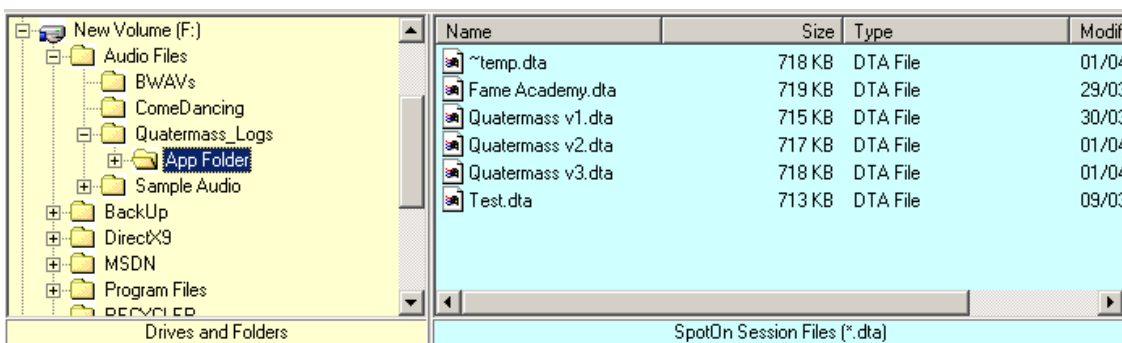 New Volume (F:)
Audio Files
BWAVs
ComeDancing
Quatermass_Logs
App Folder
Sample Audio
BackUp
DirectX9
MSDN
Program Files
RECYCLER
Drives and Folders
Name Size Type Modif
~temp.dta 718 KB DTA File 01/04
Fame Academy.dta 719 KB DTA File 29/03
Quatermass v1.dta 715 KB DTA File 30/03
Quatermass v2.dta 717 KB DTA File 01/04
Quatermass v3.dta 718 KB DTA File 01/04
Test.dta 713 KB DTA File 09/03
SpotOn Session Files (*.dta)